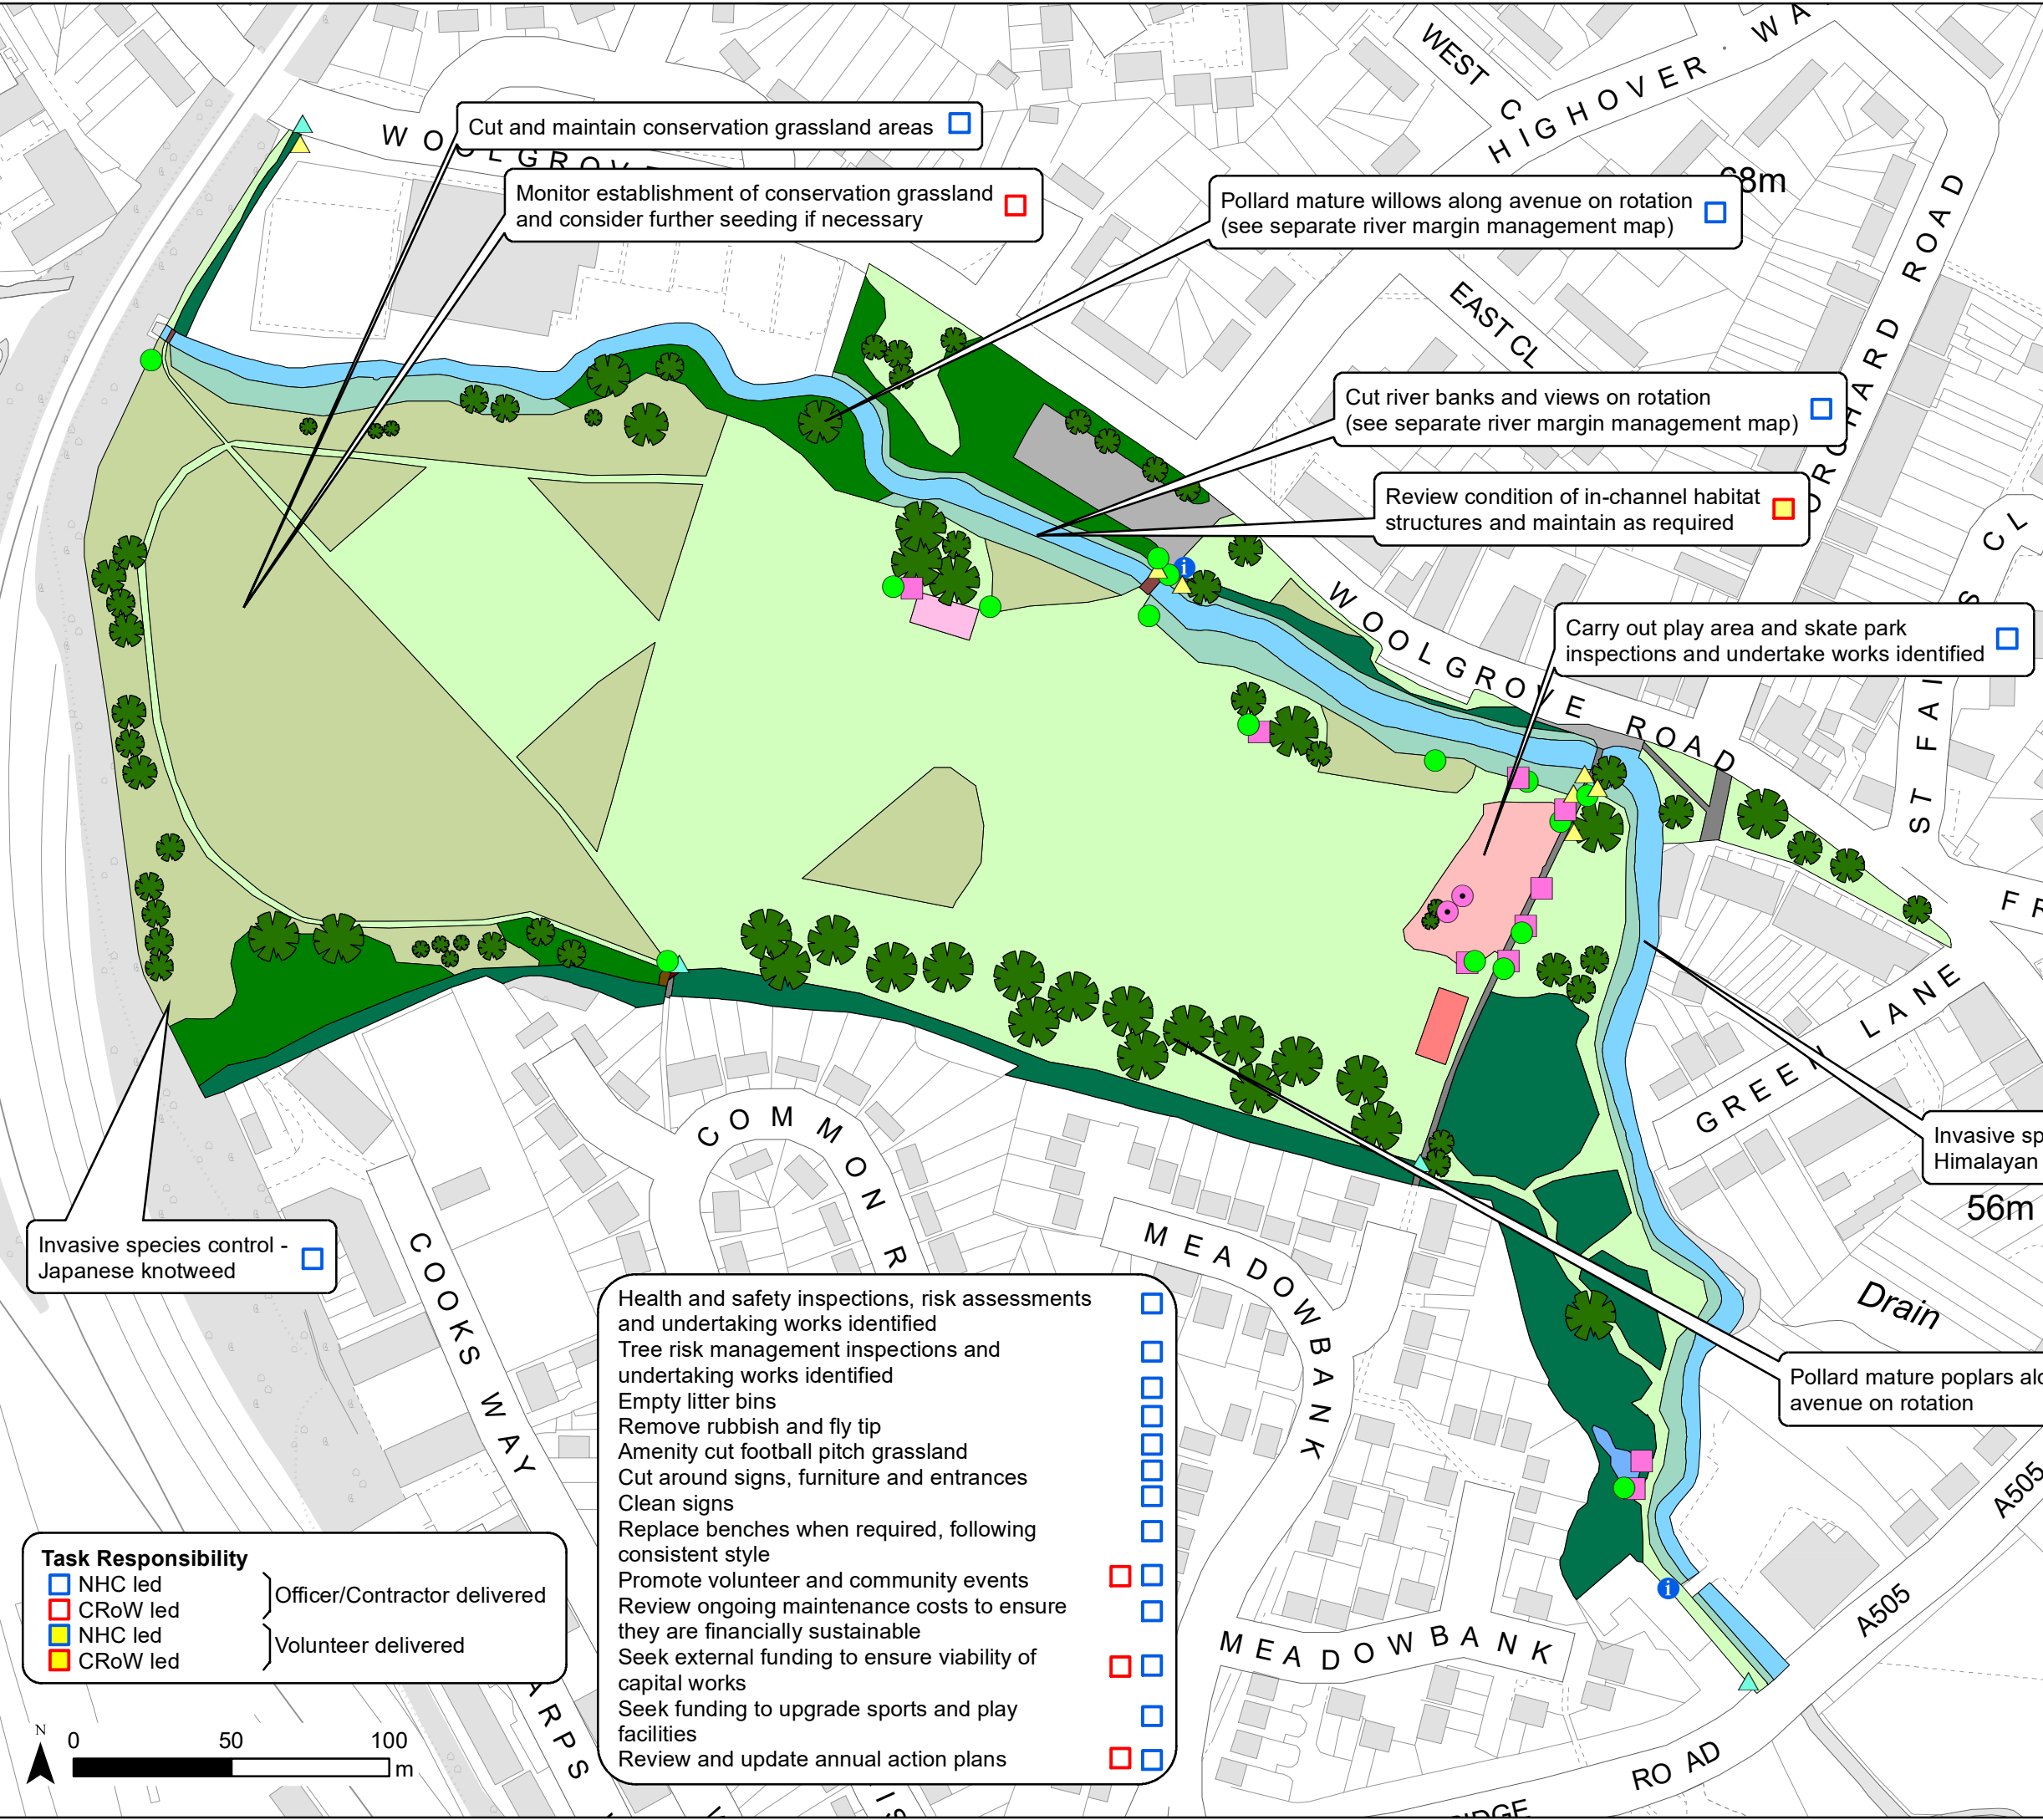 WEST C
HIGHOVER WA
68m
Cut and maintain conservation grassland areas
Monitor establishment of conservation grassland
and consider further seeding if necessary
Pollard mature willows along avenue on rotation
(see separate river margin management map)
EAST CL
ORCHARD ROAD
Cut river banks and views on rotation
(see separate river margin management map)
Review condition of in-channel habitat
structures and maintain as required
CL
WOOLGROVE ROAD
Carry out play area and skate park
inspections and undertake works identified
ST FAI
S
FR
GREEN LANE
Invasive sp
Himalayan
56m
Drain
Pollard mature poplars alo
avenue on rotation
COMMON R
MEADOWBANK
COOKS WAY
Invasive species control -
Japanese knotweed
Health and safety inspections, risk assessments
and undertaking works identified
Tree risk management inspections and
undertaking works identified
Empty litter bins
Remove rubbish and fly tip
Amenity cut football pitch grassland
Cut around signs, furniture and entrances
Clean signs
Replace benches when required, following
consistent style
Promote volunteer and community events
Review ongoing maintenance costs to ensure
they are financially sustainable
Seek external funding to ensure viability of
capital works
Seek funding to upgrade sports and play
facilities
Review and update annual action plans
Task Responsibility
NHC led
CRoW led
Officer/Contractor delivered
NHC led
CRoW led
Volunteer delivered
N
0 50 100
m
ARPS
IS
MEADOWBANK
A505
A505
ROAD
IDGE
i
i